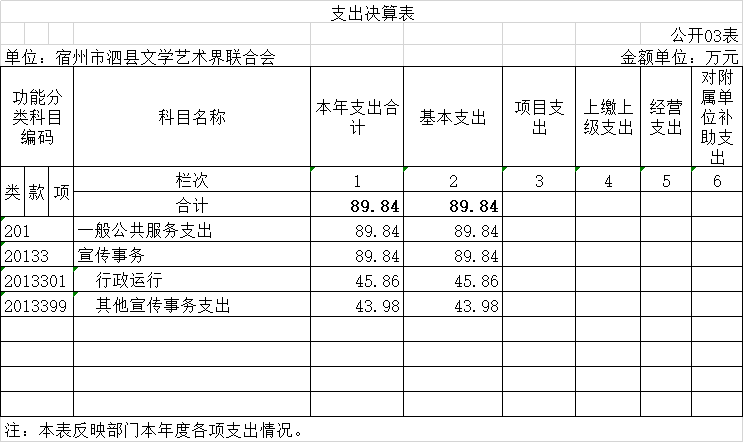 支出决算表
公开03表
单位：宿州市泗县文学艺术界联合会 金额单位：万元
功能分类科目编码 科目名称 本年支出合计 基本支出 项目支出 上缴上级支出 经营支出 对附属单位补助支出
类 款 项 栏次 1 2 3 4 5 6
合计 89.84 89.84
201 一般公共服务支出 89.84 89.84
20133 宣传事务 89.84 89.84
2013301 行政运行 45.86 45.86
2013399 其他宣传事务支出 43.98 43.98
注：本表反映部门本年度各项支出情况。